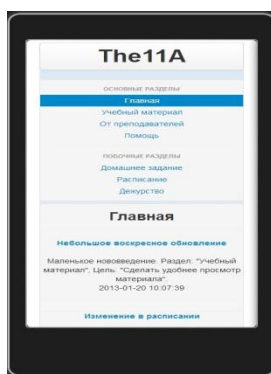 The11A
ОСНОВНЫЕ РАЗДЕЛЫ
Главная
Учебный материал
От преподавателей
Помощь
ПОБОЧНЫЕ РАЗДЕЛЫ
Домашнее задание
Расписание
Дежурство
Главная
Небольшое воскресное обновление
Маленькое нововведение. Раздел: "Учебный
материал". Цель: "Сделать удобнее просмотр
материала"
2013-01-20 10:07:39
Изменение в расписании